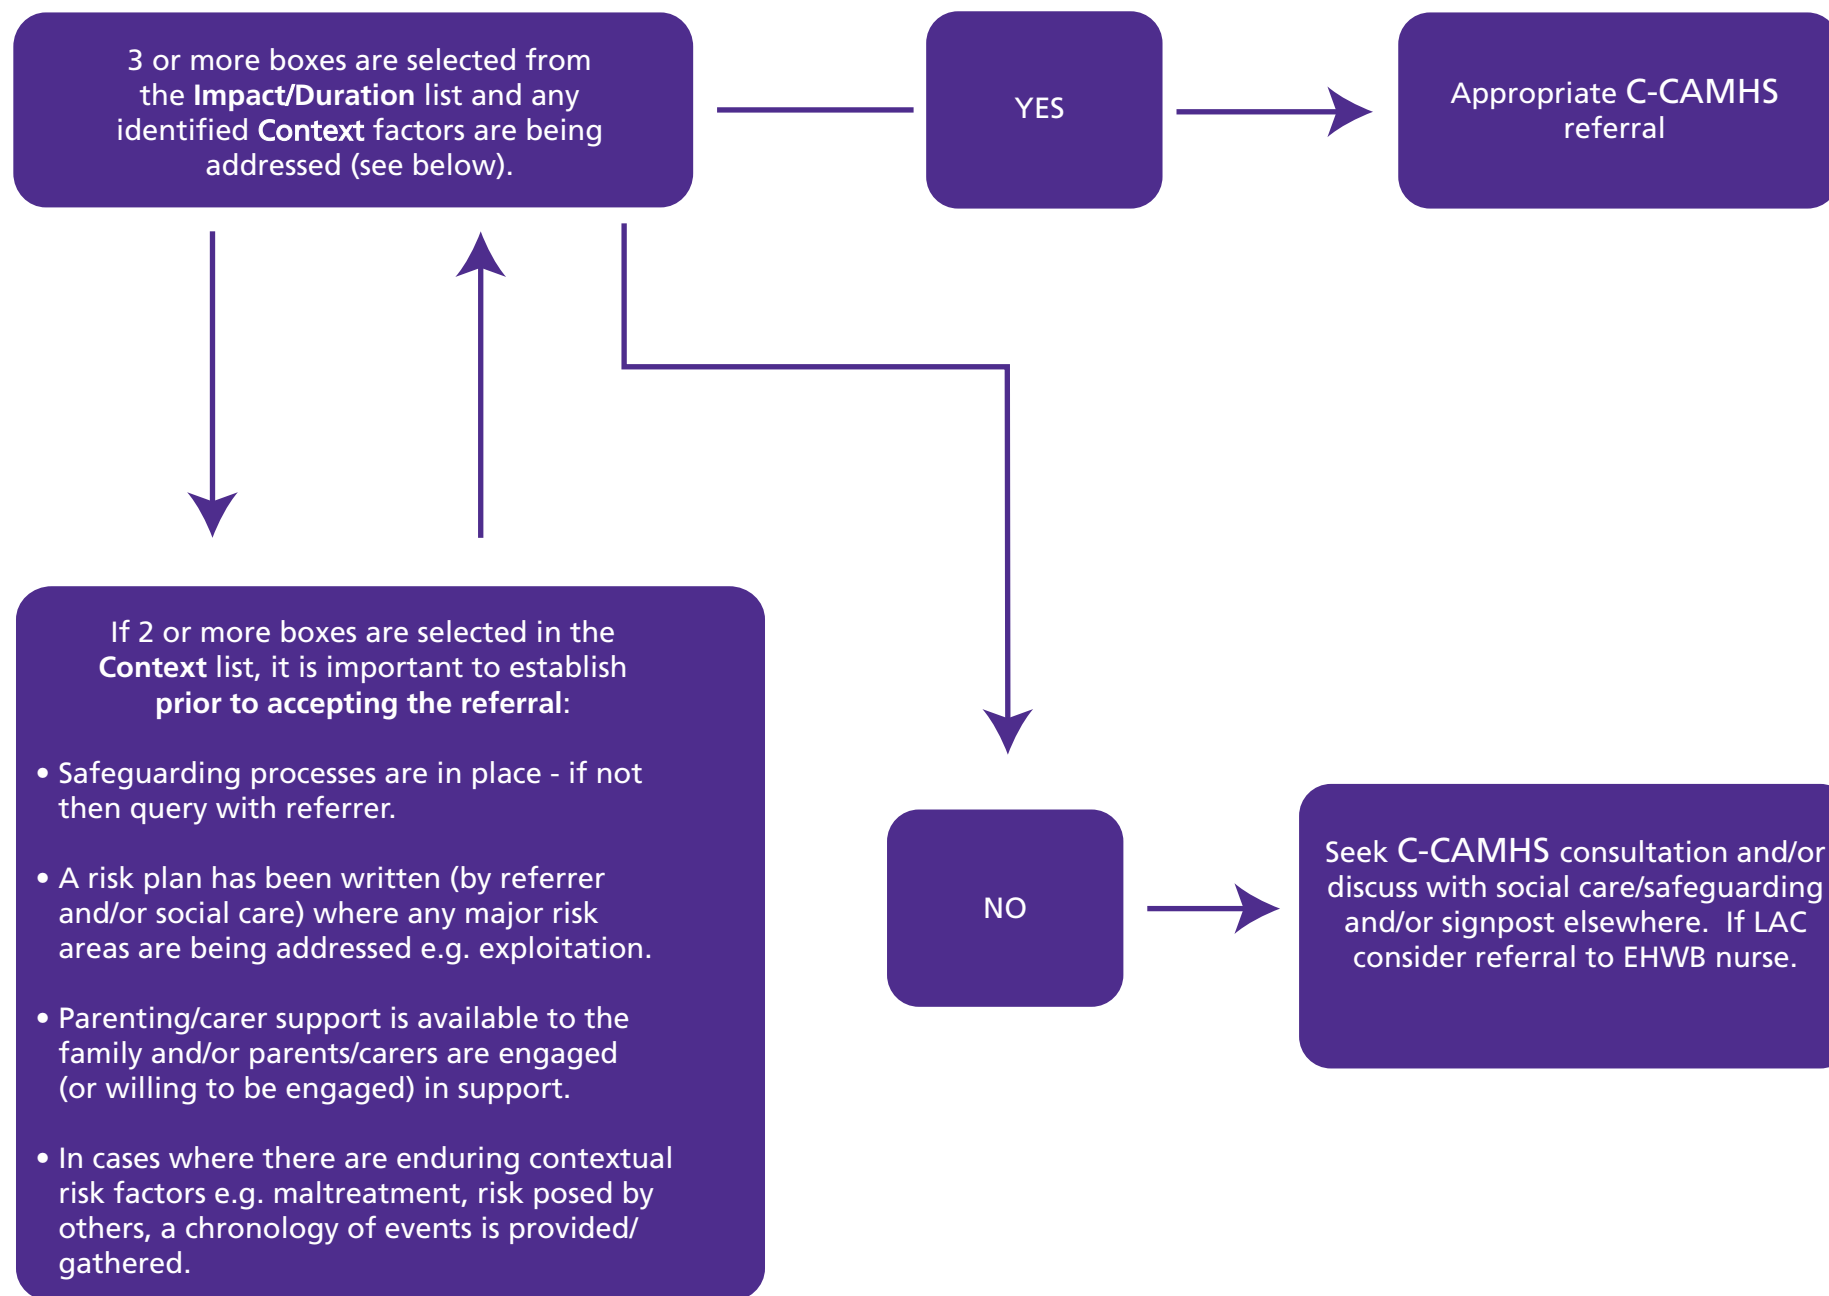 3 or more boxes are selected from
the Impact/Duration list and any
identified Context factors are being
addressed (see below).
YES
Appropriate C-CAMHS
referral
If 2 or more boxes are selected in the
Context list, it is important to establish
prior to accepting the referral:
• Safeguarding processes are in place - if not
then query with referrer.
• A risk plan has been written (by referrer
and/or social care) where any major risk
areas are being addressed e.g. exploitation.
• Parenting/carer support is available to the
family and/or parents/carers are engaged
(or willing to be engaged) in support.
• In cases where there are enduring contextual
risk factors e.g. maltreatment, risk posed by
others, a chronology of events is provided/
gathered.
NO
Seek C-CAMHS consultation and/or
discuss with social care/safeguarding
and/or signpost elsewhere.  If LAC
consider referral to EHWB nurse.